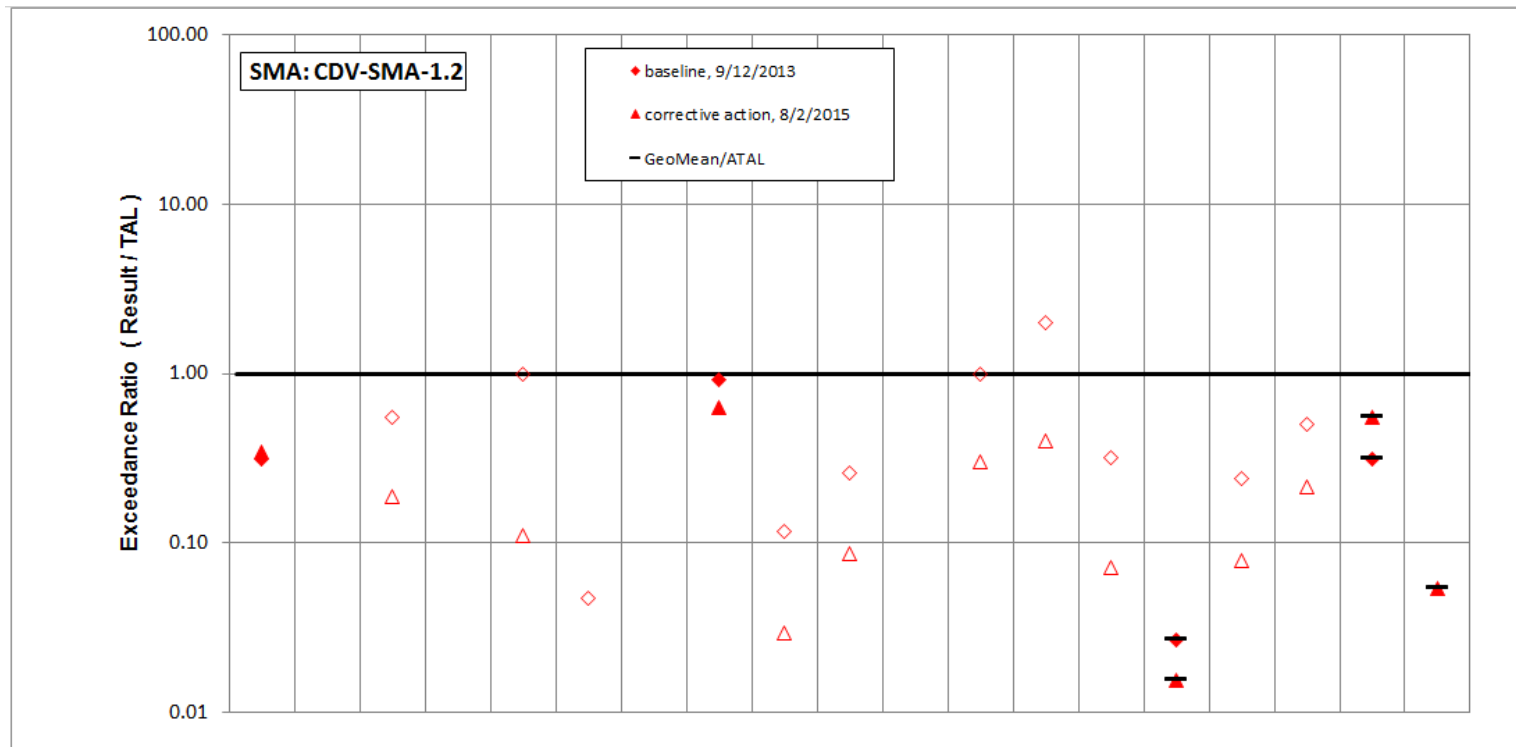 100.00
SMA: CDV-SMA-1.2
baseline, 9/12/2013
corrective action, 8/2/2015
GeoMean/ATAL
10.00
1.00
0.10
0.01
Exceedance Ratio ( Result / TAL )